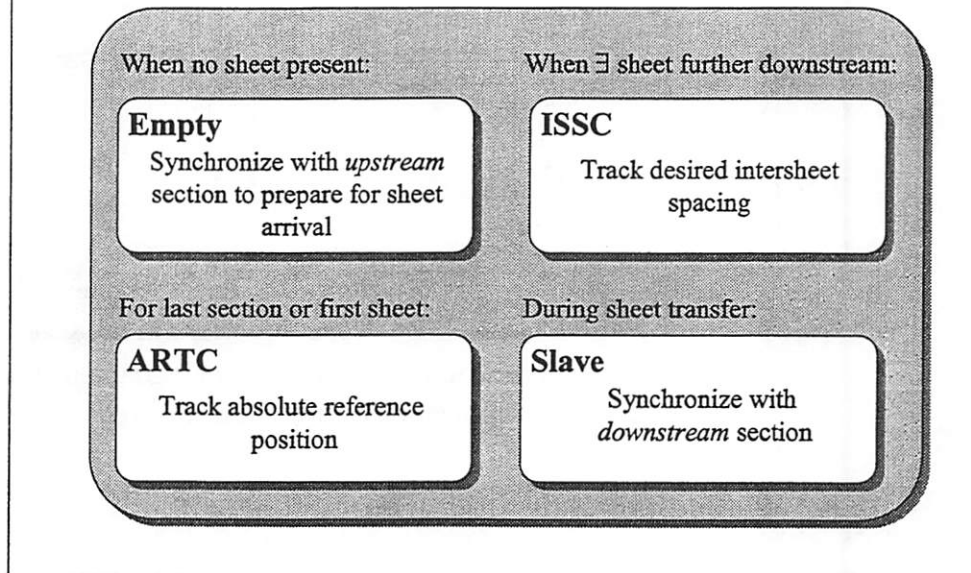 When no sheet present:
Empty
Synchronize with upstream
section to prepare for sheet
arrival
When ∃ sheet further downstream:
ISSC
Track desired intersheet
spacing
For last section or first sheet:
ARTC
Track absolute reference
position
During sheet transfer:
Slave
Synchronize with
downstream section